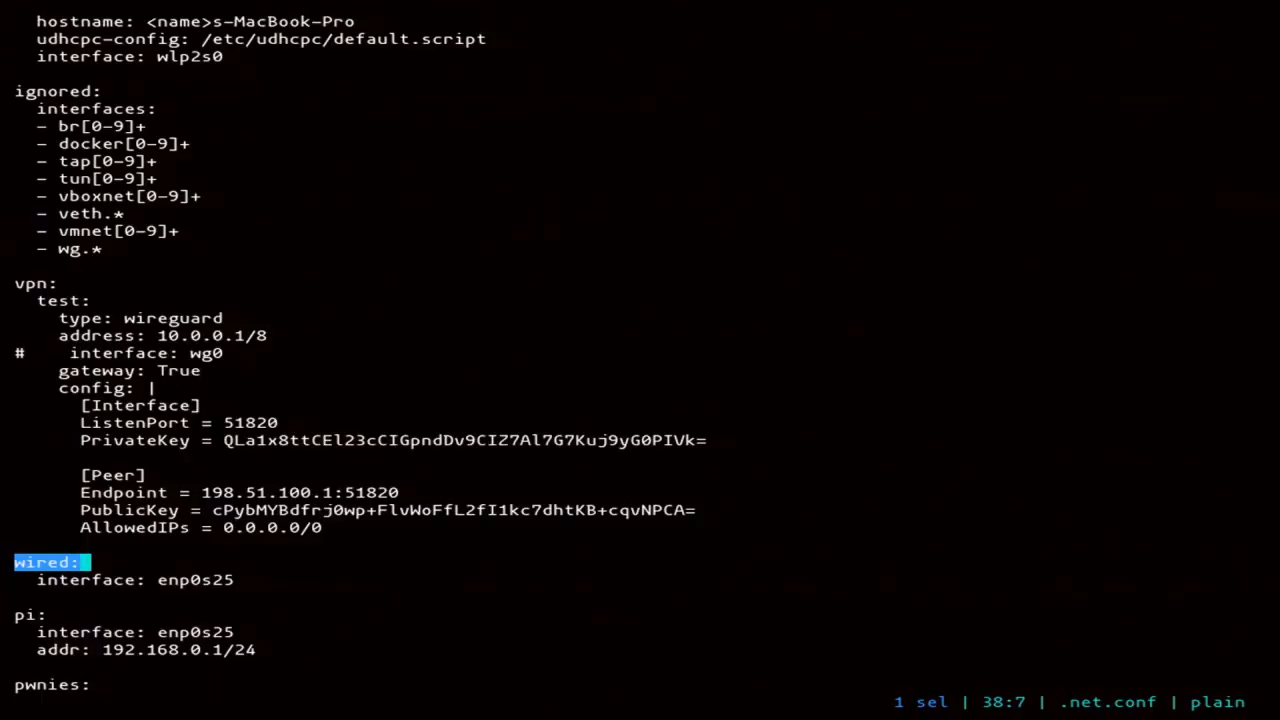 hostname: <name>s-MacBook-Pro
udhcpc-config: /etc/udhcpc/default.script
interface: wlp2s0
ignored:
interfaces:
- br[0-9]+
- docker[0-9]+
- tap[0-9]+
- tun[0-9]+
- vboxnet[0-9]+
- veth.*
- vmnet[0-9]+
- wg.*
vpn:
test:
type: wireguard
address: 10.0.0.1/8
# interface: wg0
gateway: True
config: |
[Interface]
ListenPort = 51820
PrivateKey = QLa1x8ttCEl23cCIGpndDv9CIZ7Al7G7Kuj9yG0PIVk=
[Peer]
Endpoint = 198.51.100.1:51820
PublicKey = cPybMYBdfrj0wp+FlvWoFfL2fI1kc7dhtKB+cqvNPCA=
AllowedIPs = 0.0.0.0/0
wired:
interface: enp0s25
pi:
interface: enp0s25
addr: 192.168.0.1/24
pwnies:
1 sel | 38:7 | .net.conf | plain